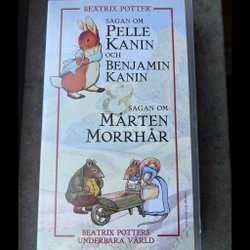 BEATRIX POTTER
SAGAN OM
PELLE
KANIN
OCH
BENJAMIN
KANIN
&
SAGAN OM
MÅRTEN
MORRHÅR
BEATRIX POTTERS
UNDERBARA VÄRLD